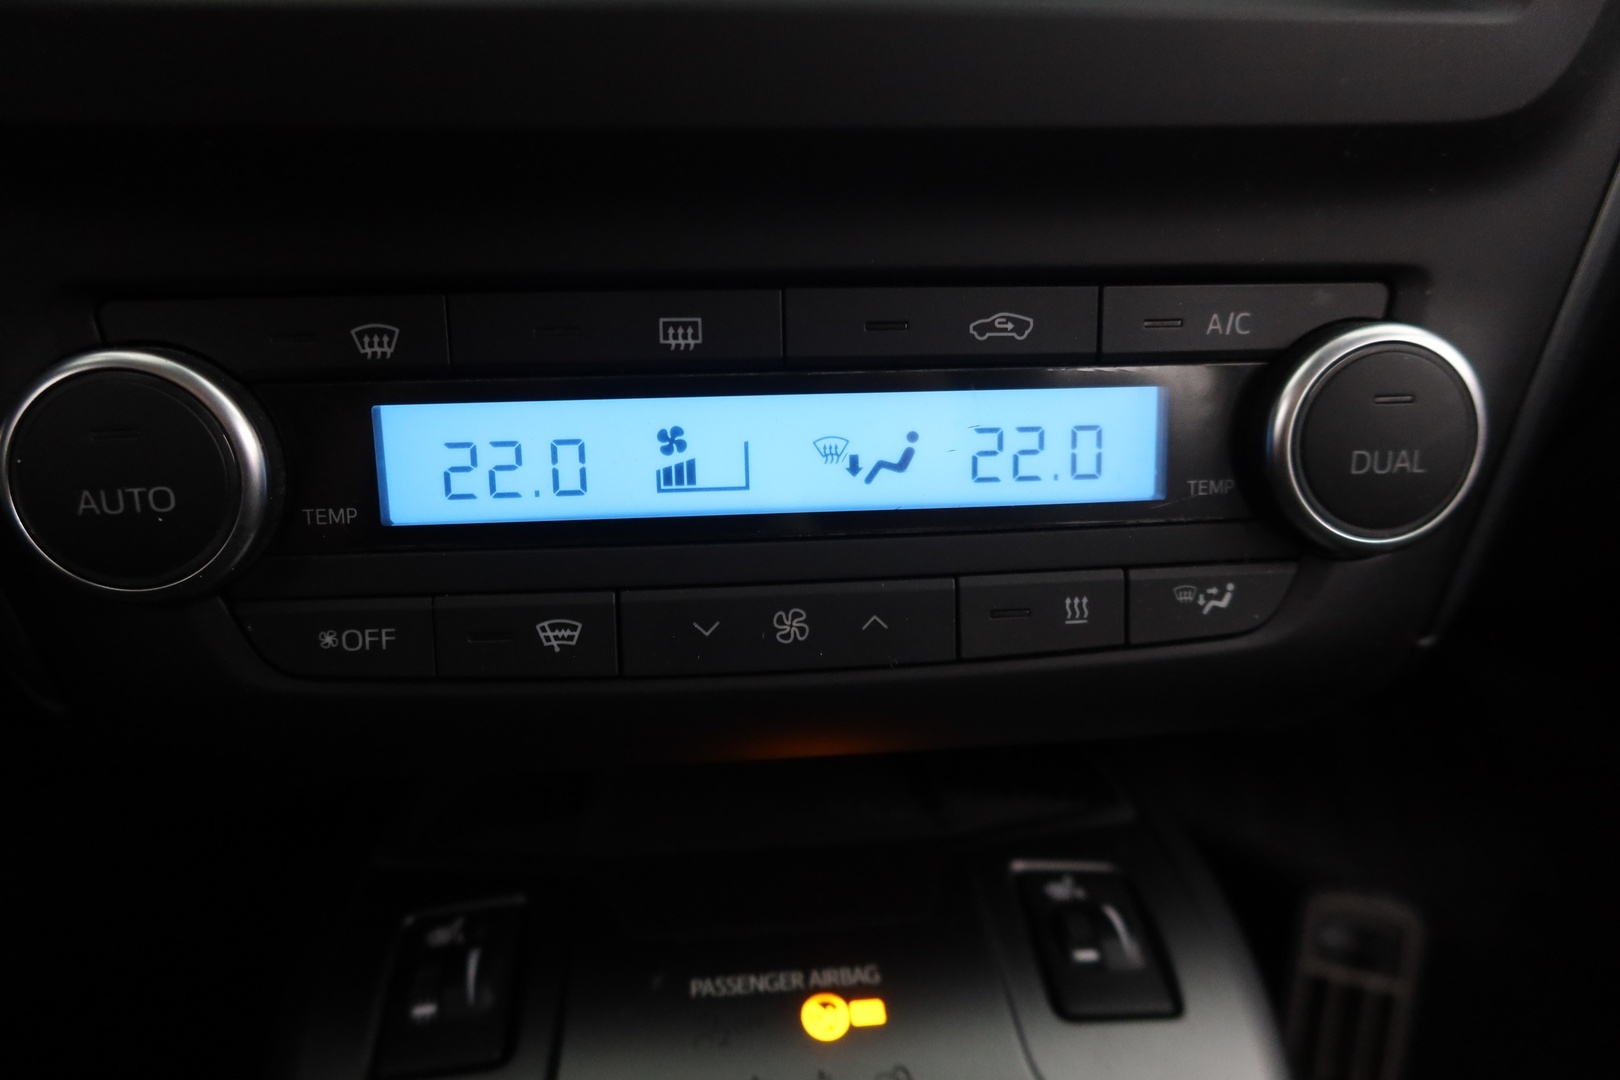 A/C
AUTO
TEMP
22.0
22.0
TEMP
DUAL
OFF
PASSENGER AIRBAG